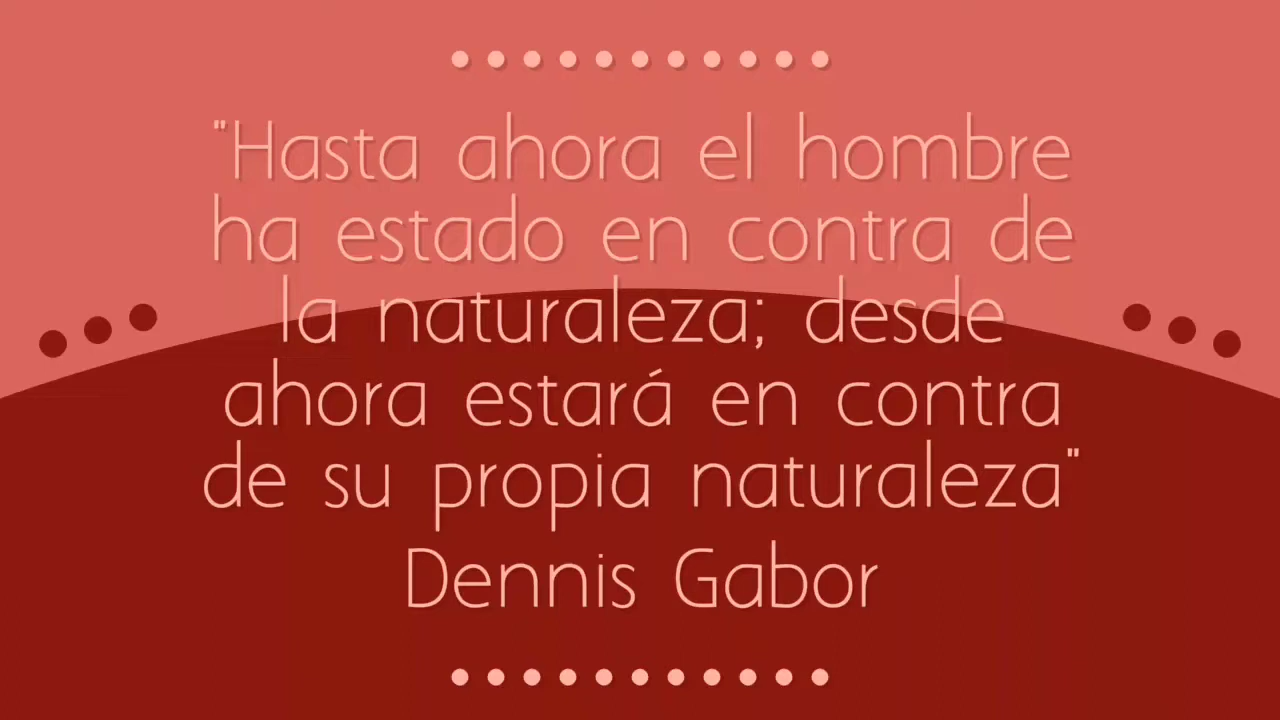 "Hasta ahora el hombre
ha estado en contra de
la naturaleza; desde
ahora estará en contra
de su propia naturaleza"
Dennis Gabor